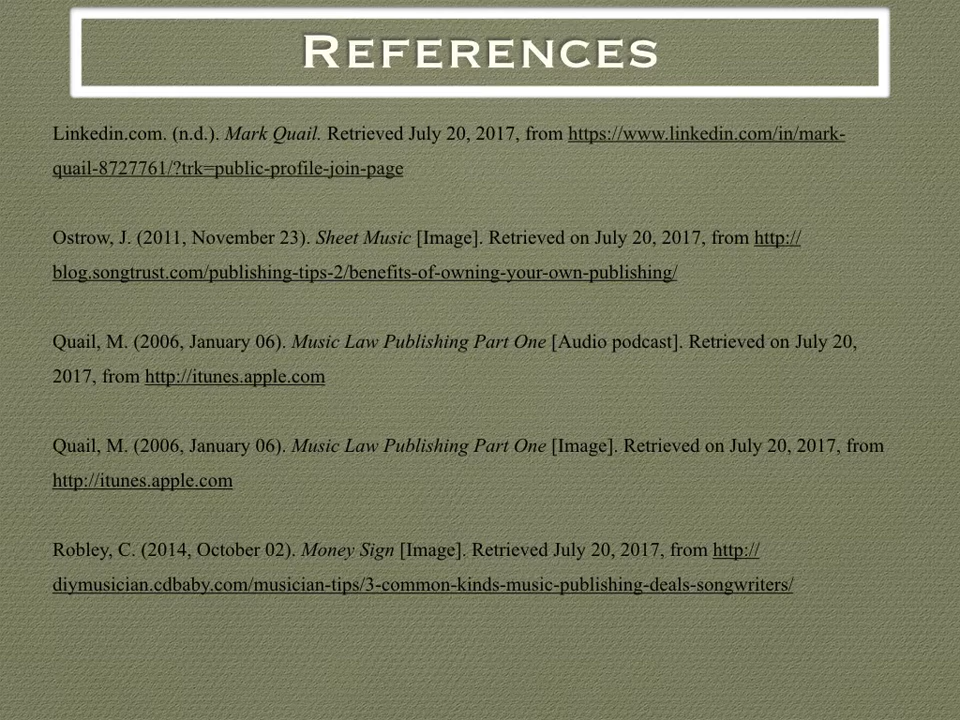 REFERENCES
Linkedin.com. (n.d.). Mark Quail. Retrieved July 20, 2017, from https://www.linkedin.com/in/mark-
quail-8727761/?trk=public-profile-join-page
Ostrow, J. (2011, November 23). Sheet Music [Image]. Retrieved on July 20, 2017, from http://
blog.songtrust.com/publishing-tips-2/benefits-of-owning-your-own-publishing/
Quail, M. (2006, January 06). Music Law Publishing Part One [Audio podcast]. Retrieved on July 20,
2017, from http://itunes.apple.com
Quail, M. (2006, January 06). Music Law Publishing Part One [Image]. Retrieved on July 20, 2017, from
http://itunes.apple.com
Robley, C. (2014, October 02). Money Sign [Image]. Retrieved July 20, 2017, from http://
diymusician.cdbaby.com/musician-tips/3-common-kinds-music-publishing-deals-songwriters/